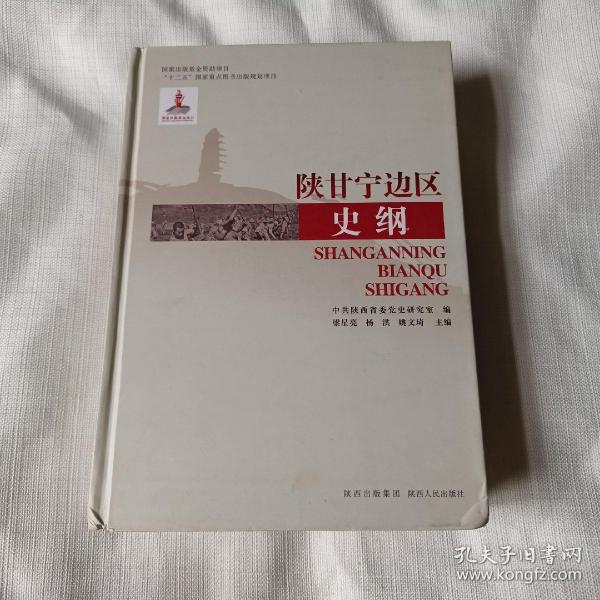 国家出版基金资助项目
“十二五”国家重点图书出版规划项目
陕甘宁边区
史纲
SHANGANNING
BIANQU
SHIGANG
中共陕西省委党史研究室 编
梁星亮 杨洪 姚文琦 主编
陕西出版集团 陕西人民出版社
孔夫子旧书网
www.kongfz.com